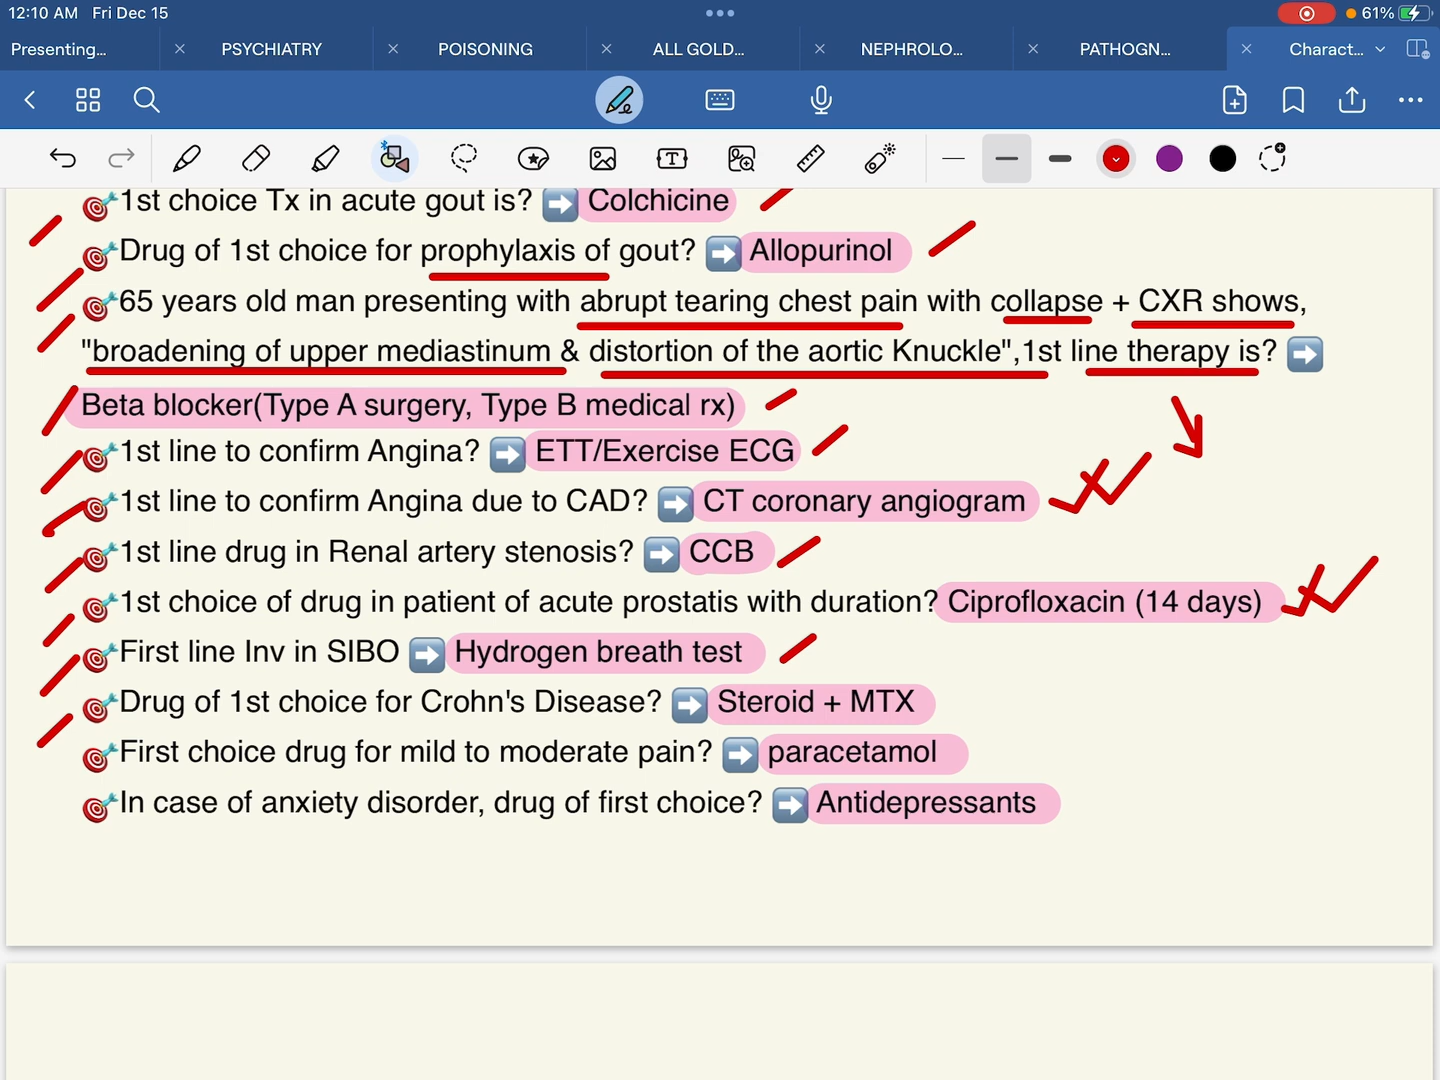 12:10 AM Fri Dec 15
61%
Presenting...
PSYCHIATRY
POISONING
ALL GOLD...
NEPHROLO...
PATHOGN...
Charact...
1st choice Tx in acute gout is? ➡️ Colchicine
Drug of 1st choice for prophylaxis of gout? ➡️ Allopurinol
65 years old man presenting with abrupt tearing chest pain with collapse + CXR shows,
"broadening of upper mediastinum & distortion of the aortic Knuckle",1st line therapy is? ➡️
Beta blocker(Type A surgery, Type B medical rx)
1st line to confirm Angina? ➡️ ETT/Exercise ECG
1st line to confirm Angina due to CAD? ➡️ CT coronary angiogram
1st line drug in Renal artery stenosis? ➡️ CCB
1st choice of drug in patient of acute prostatis with duration? Ciprofloxacin (14 days)
First line Inv in SIBO ➡️ Hydrogen breath test
Drug of 1st choice for Crohn's Disease? ➡️ Steroid + MTX
First choice drug for mild to moderate pain? ➡️ paracetamol
In case of anxiety disorder, drug of first choice? ➡️ Antidepressants